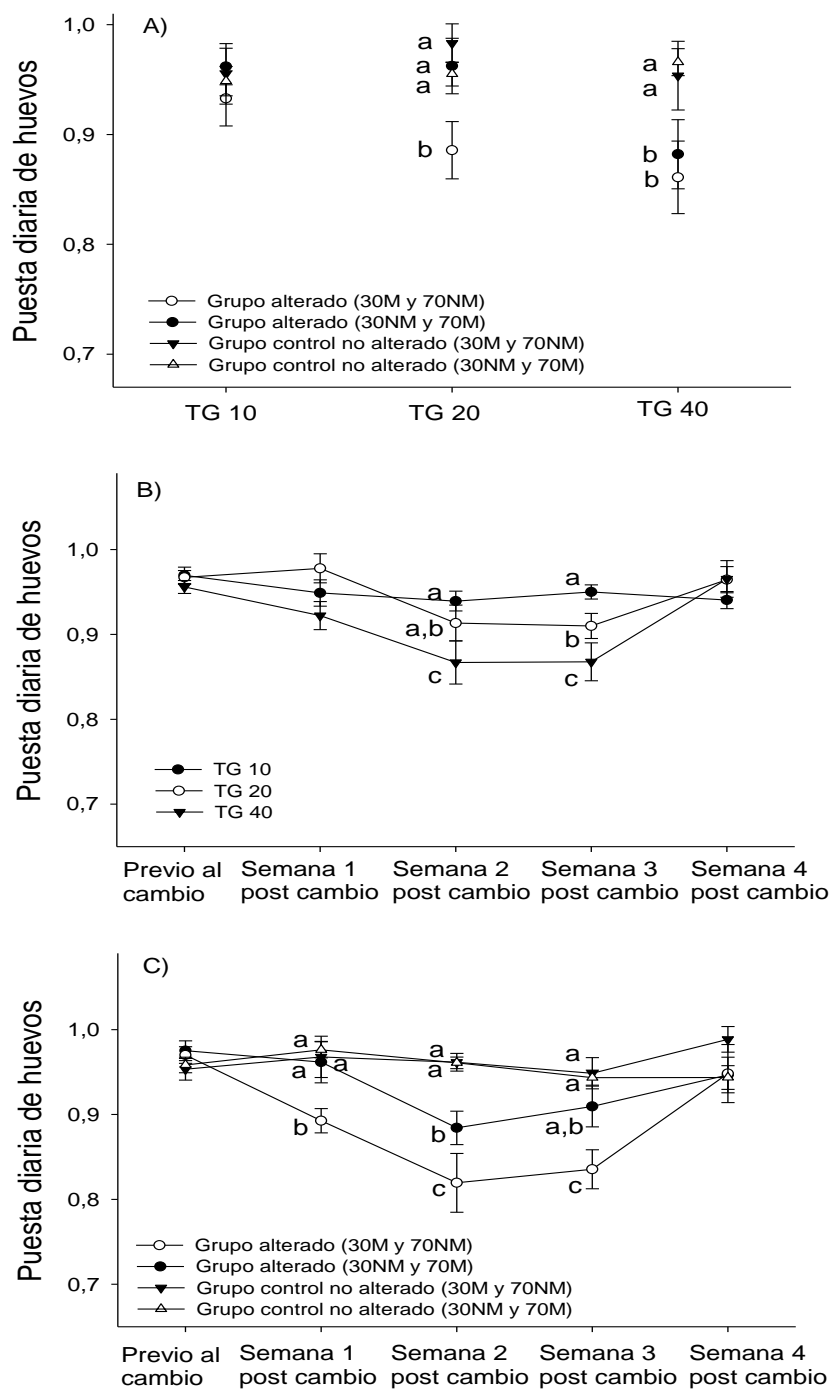 A)
Puesta diaria de huevos
1,0
0,9
0,8
0,7
a
a
a
b
a
a
b
b
Grupo alterado (30M y 70NM)
Grupo alterado (30NM y 70M)
Grupo control no alterado (30M y 70NM)
Grupo control no alterado (30NM y 70M)
TG 10 TG 20 TG 40
B)
Puesta diaria de huevos
1,0
0,9
0,8
0,7
a a
a,b b
c c
TG 10
TG 20
TG 40
Previo al Semana 1 Semana 2 Semana 3 Semana 4
cambio post cambio post cambio post cambio post cambio
C)
Puesta diaria de huevos
1,0
0,9
0,8
0,7
a a a
a a a a
b b a,b
c c
Grupo alterado (30M y 70NM)
Grupo alterado (30NM y 70M)
Grupo control no alterado (30M y 70NM)
Grupo control no alterado (30NM y 70M)
Previo al Semana 1 Semana 2 Semana 3 Semana 4
cambio post cambio post cambio post cambio post cambio